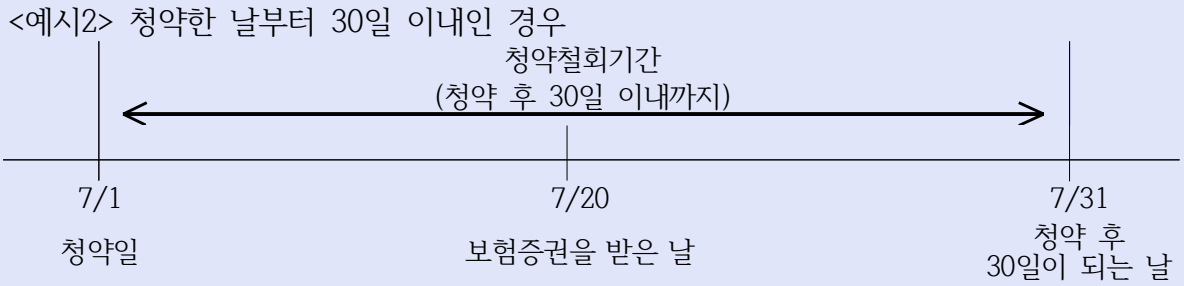 <예시2> 청약한 날부터 30일 이내인 경우
청약철회기간
(청약 후 30일 이내까지)
7/1
7/20
7/31
청약일
보험증권을 받은 날
청약 후
30일이 되는 날